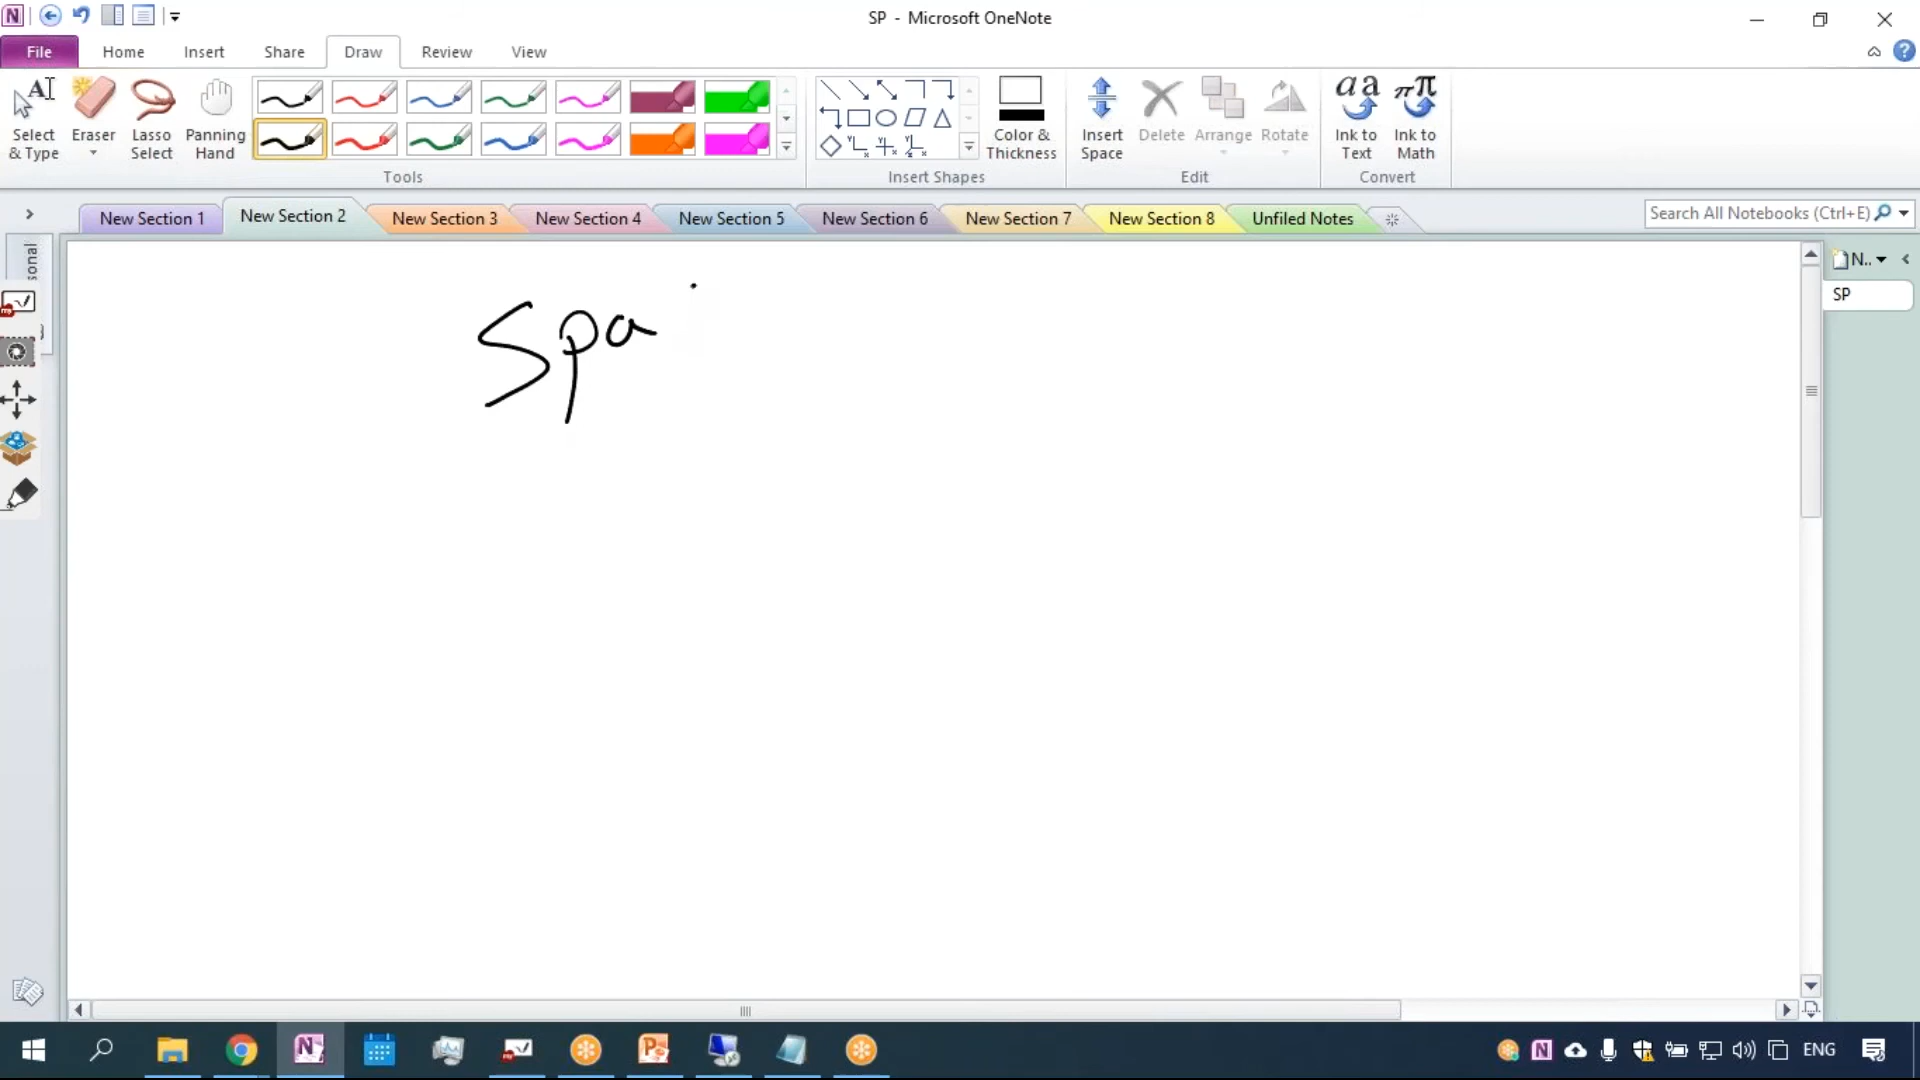 SP - Microsoft OneNote
File Home Insert Share Draw Review View
Select & Type
Eraser
Lasso Select
Panning Hand
Color & Thickness
Insert Space
Delete
Arrange
Rotate
Ink to Text
Ink to Math
Tools
Insert Shapes
Edit
Convert
New Section 1 New Section 2 New Section 3 New Section 4 New Section 5 New Section 6 New Section 7 New Section 8 Unfiled Notes
Search All Notebooks (Ctrl+E)
N..
SP
Spa
ENG